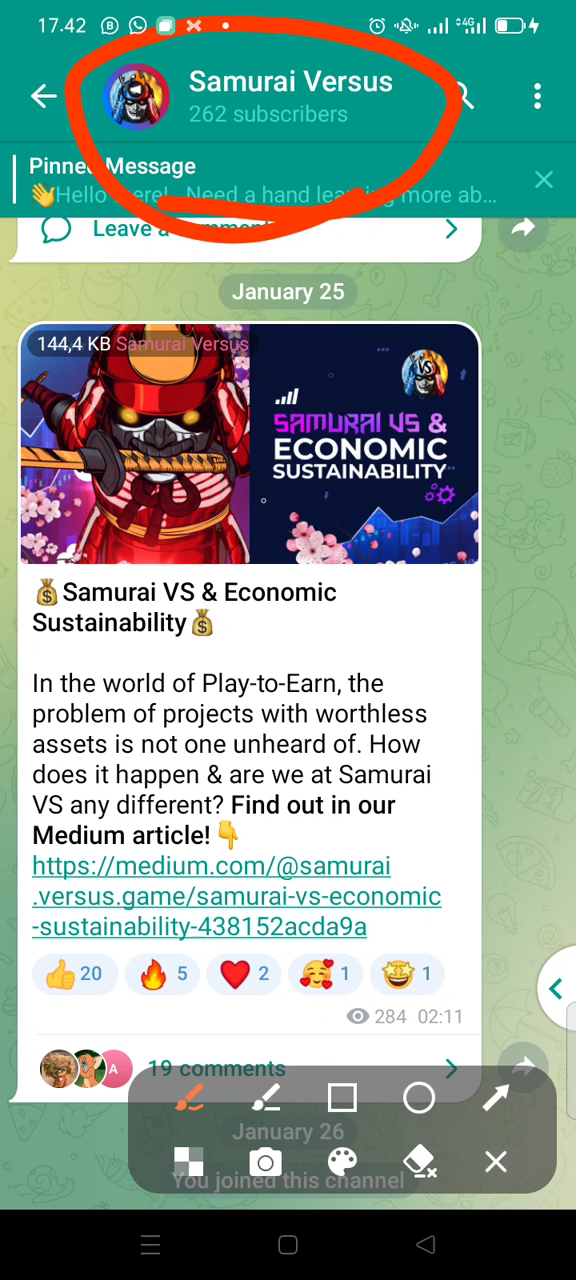 17.42
4G
Samurai Versus
262 subscribers
Pinned Message
👋Hello there! Need a hand learning more ab…
Leave a comment
January 25
144,4 KB Samurai Versus
VS
SAMURAI VS &
ECONOMIC
SUSTAINABILITY
💰Samurai VS & Economic
Sustainability💰
In the world of Play-to-Earn, the
problem of projects with worthless
assets is not one unheard of. How
does it happen & are we at Samurai
VS any different? Find out in our
Medium article! 👇
https://medium.com/@samurai
.versus.game/samurai-vs-economic
-sustainability-438152acda9a
👍 20 🔥 5 ❤️ 2 🥰 1 🤩 1
284 02:11
A 19 comments
January 26
You joined this channel